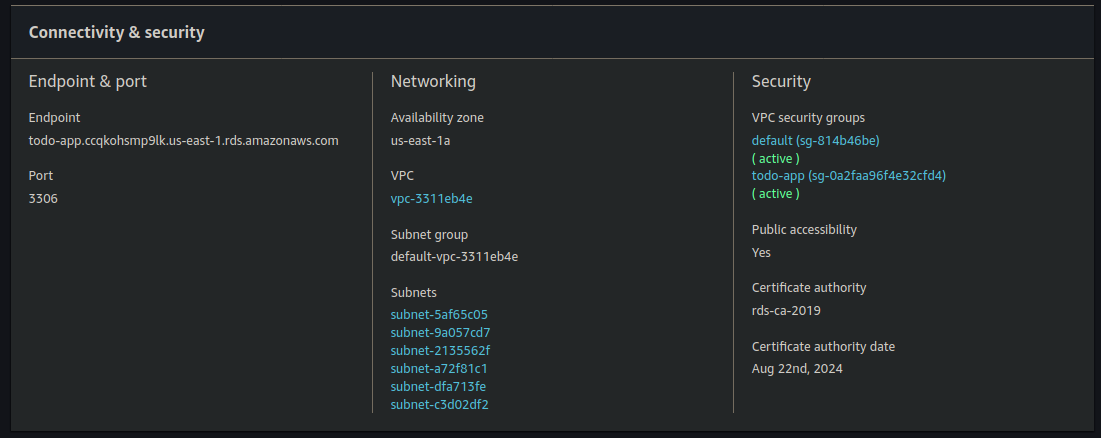 Connectivity & security
Endpoint & port
Endpoint
todo-app.ccqkohsmp9lk.us-east-1.rds.amazonaws.com
Port
3306
Networking
Availability zone
us-east-1a
VPC
vpc-3311eb4e
Subnet group
default-vpc-3311eb4e
Subnets
subnet-5af65c05
subnet-9a057cd7
subnet-2135562f
subnet-a72f81c1
subnet-dfa713fe
subnet-c3d02df2
Security
VPC security groups
default (sg-814b46be)
( active )
todo-app (sg-0a2faa96f4e32cfd4)
( active )
Public accessibility
Yes
Certificate authority
rds-ca-2019
Certificate authority date
Aug 22nd, 2024